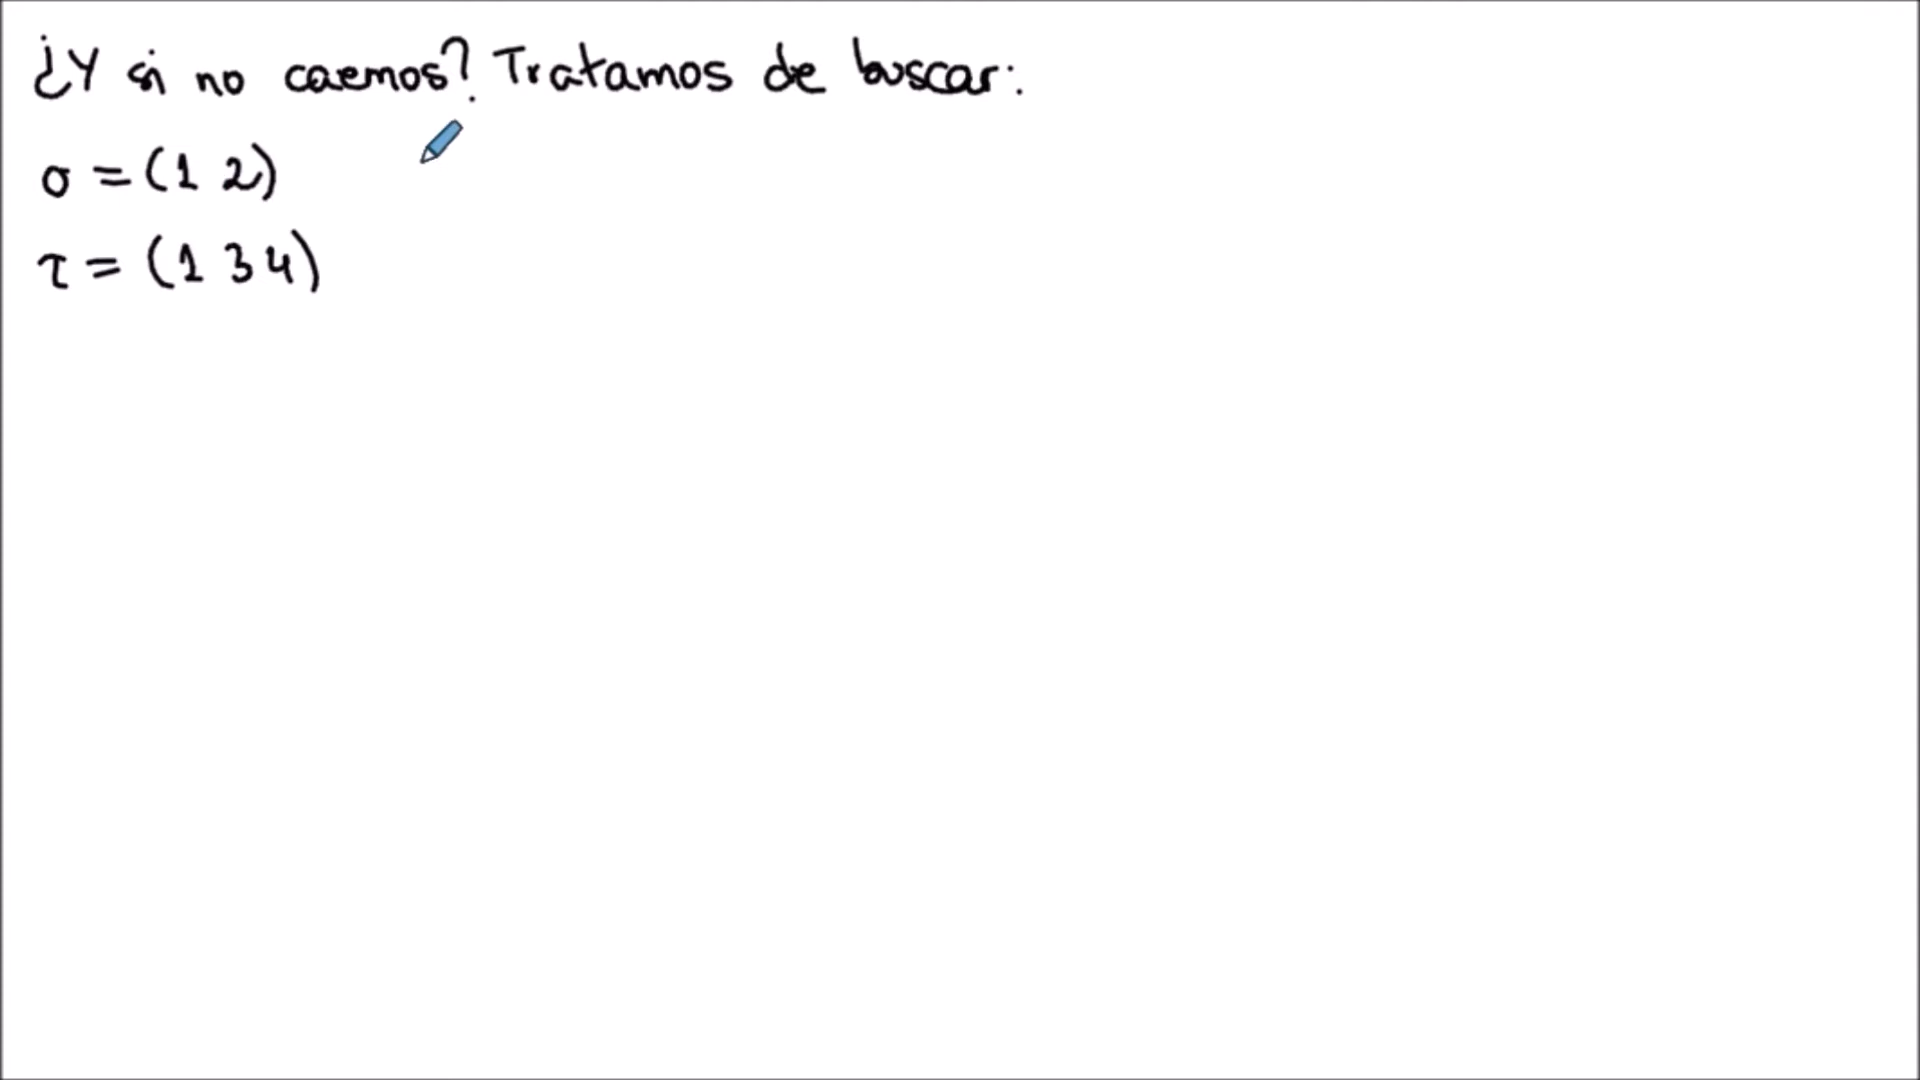 ¿Y si no caemos? Tratamos de buscar:
σ = (1 2)
τ = (1 3 4)